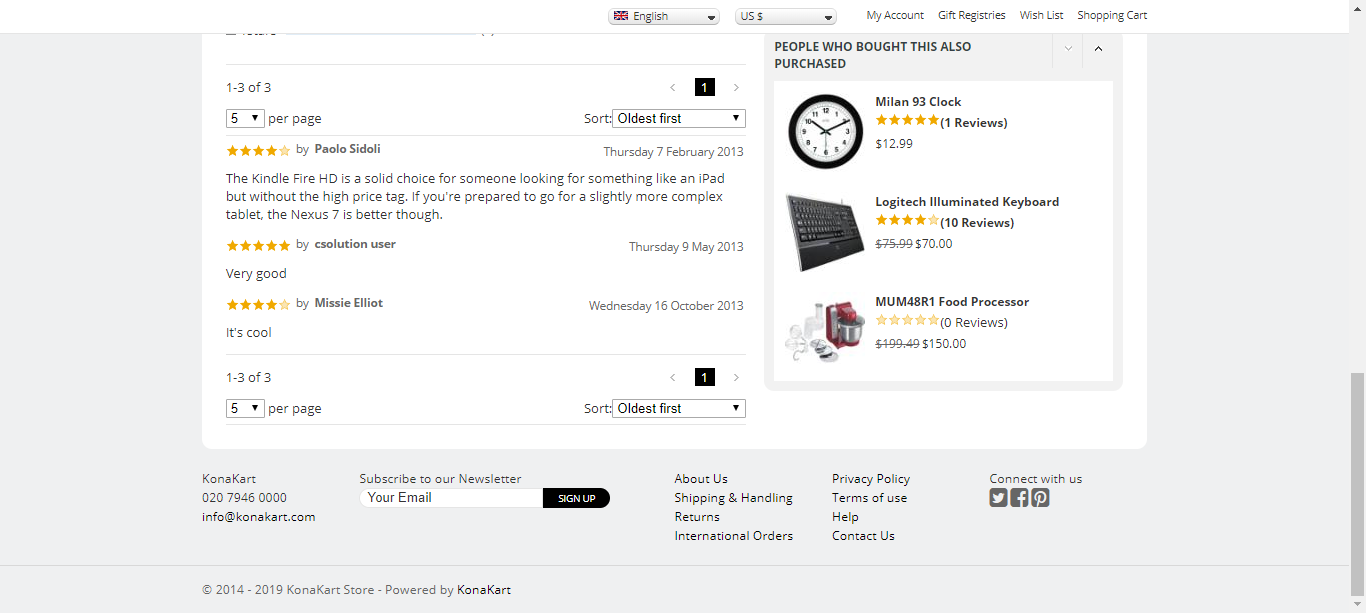 English
US $
My Account
Gift Registries
Wish List
Shopping Cart
1-3 of 3
1
5 per page
Sort: Oldest first
by Paolo Sidoli
Thursday 7 February 2013
The Kindle Fire HD is a solid choice for someone looking for something like an iPad
but without the high price tag. If you're prepared to go for a slightly more complex
tablet, the Nexus 7 is better though.
by csolution user
Thursday 9 May 2013
Very good
by Missie Elliot
Wednesday 16 October 2013
It's cool
1-3 of 3
1
5 per page
Sort: Oldest first
PEOPLE WHO BOUGHT THIS ALSO
PURCHASED
Milan 93 Clock
(1 Reviews)
$12.99
Logitech Illuminated Keyboard
(10 Reviews)
$75.99 $70.00
MUM48R1 Food Processor
(0 Reviews)
$199.49 $150.00
KonaKart
020 7946 0000
info@konakart.com
Subscribe to our Newsletter
Your Email
SIGN UP
About Us
Shipping & Handling
Returns
International Orders
Privacy Policy
Terms of use
Help
Contact Us
Connect with us
© 2014 - 2019 KonaKart Store - Powered by KonaKart